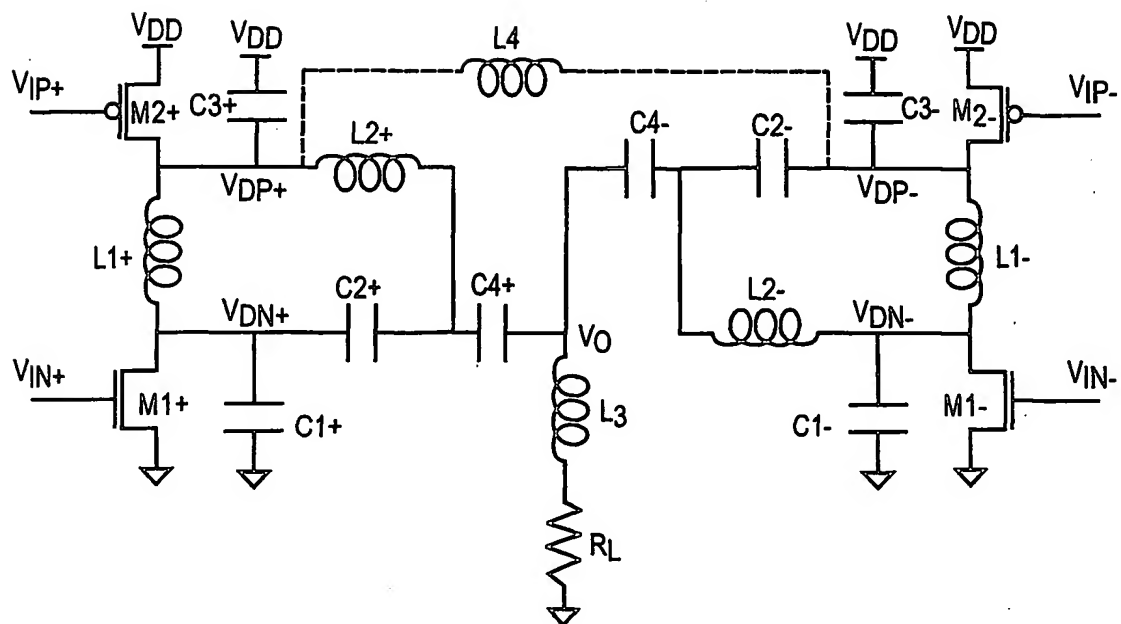 VDD VDD L4 VDD VDD
VIP+ M2+ C3+ C3- M2- VIP-
L2+ C4- C2-
VDP+ VDP-
L1+ L1-
C2+ C4+ L2-
VDN+ VO VDN-
VIN+ M1+ C1+ L3 C1- M1- VIN-
RL